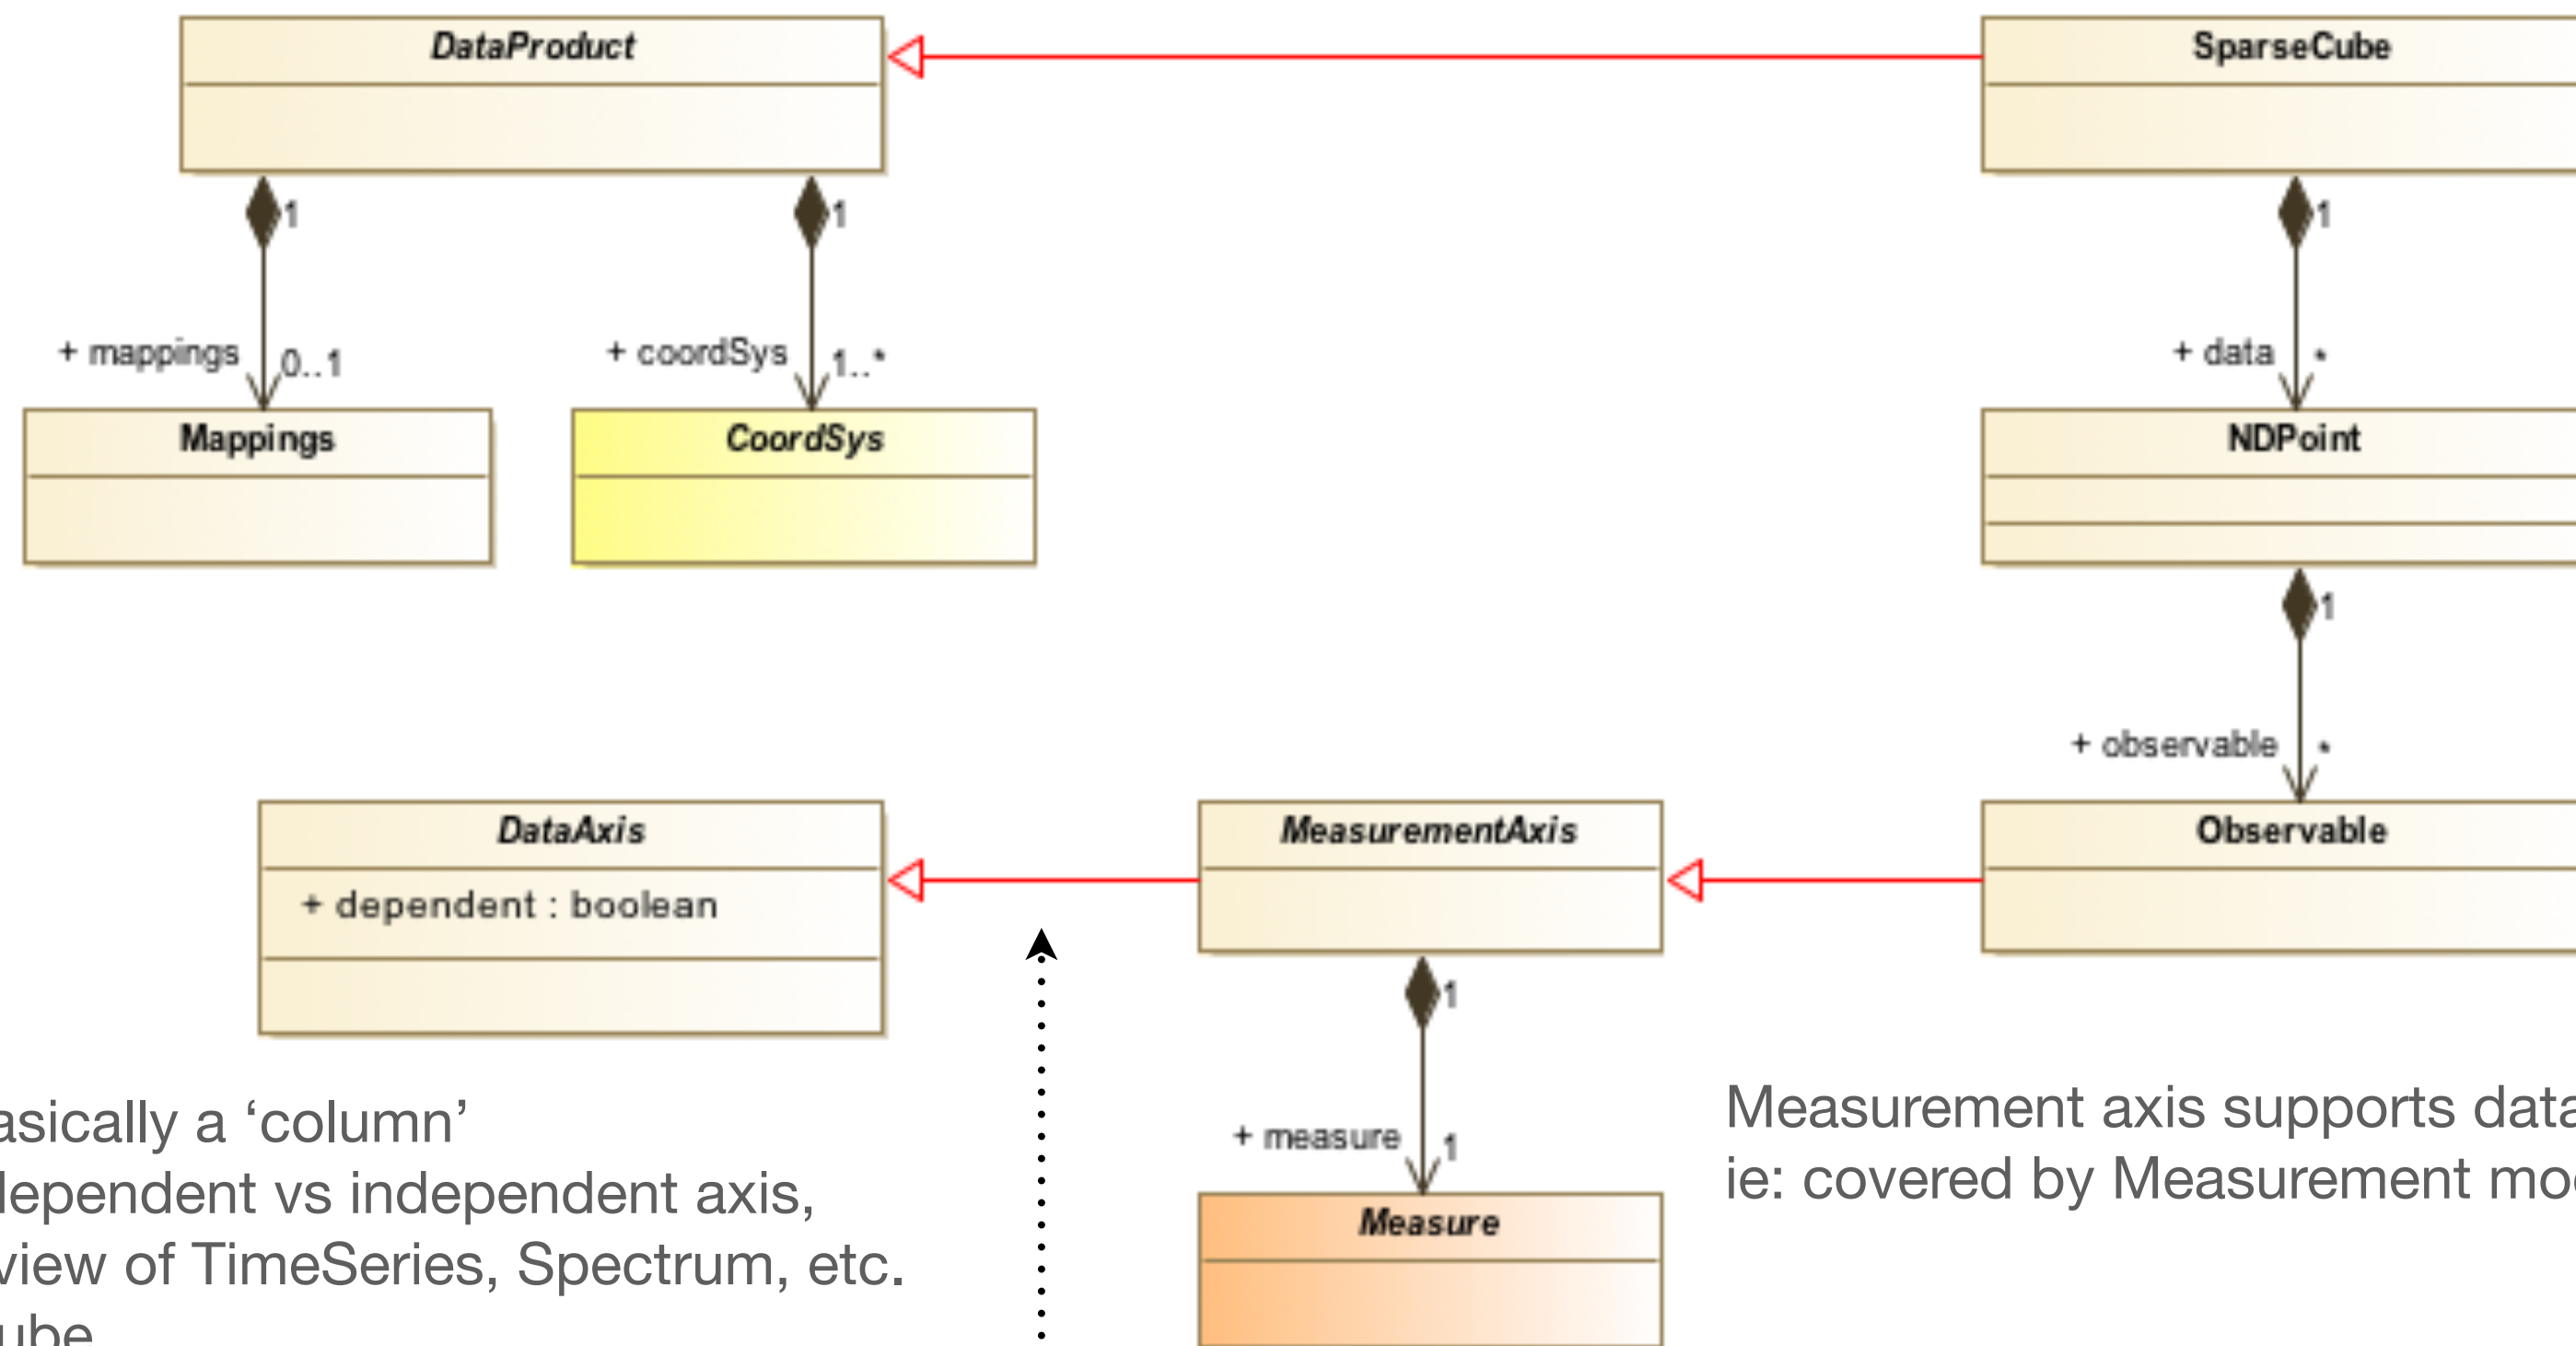 DataProduct
SparseCube
1
1
1
+ mappings
0..1
+ coordSys
1..*
+ data
*
Mappings
CoordSys
NDPoint
1
+ observable
*
DataAxis
MeasurementAxis
Observable
+ dependent : boolean
1
asically a ‘column’
dependent vs independent axis,
view of TimeSeries, Spectrum, etc.
ube
+ measure
1
Measure
Measurement axis supports data
ie: covered by Measurement mo